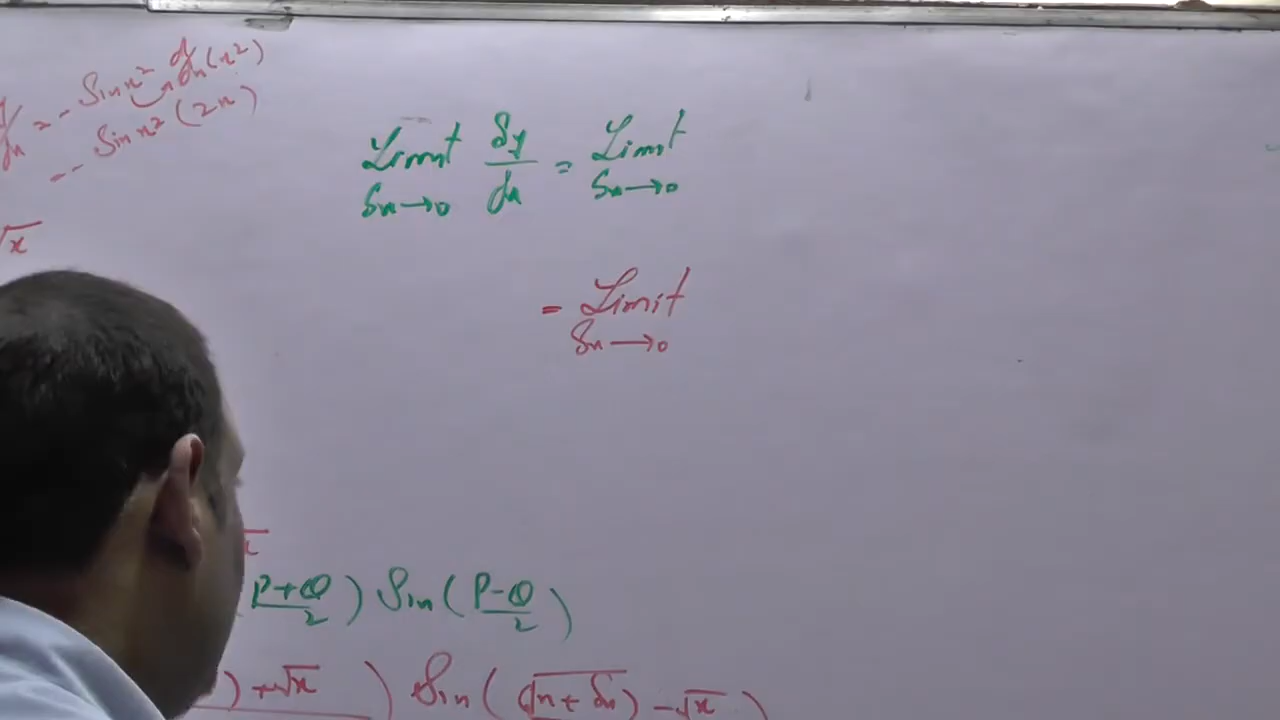 = - Sin x² d/dx (x²)
= - Sin x² (2x)
√x
Limit δy/dx = Limit
δx→0 δx→0
= Limit
δx→0
P+Q/2) Sin(P-Q/2)
)+√x) Sin(√(x+δx)-√x)